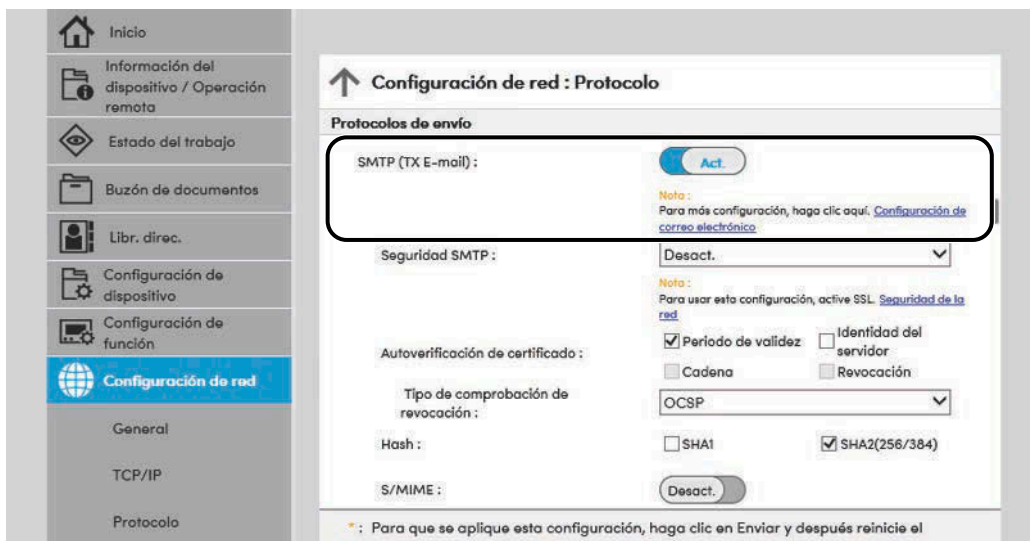 Inicio
Información del
dispositivo / Operación
remota
Estado del trabajo
Buzón de documentos
Libr. direc.
Configuración de
dispositivo
Configuración de
función
Configuración de red
General
TCP/IP
Protocolo
Configuración de red : Protocolo
Protocolos de envío
SMTP (TX E-mail) :
Act.
Nota :
Para más configuración, haga clic aquí. Configuración de
correo electrónico
Seguridad SMTP :
Desact.
Nota :
Para usar esta configuración, active SSL. Seguridad de la
red
Autoverificación de certificado :
Periodo de validez
Identidad del
servidor
Cadena
Revocación
Tipo de comprobación de
revocación :
OCSP
Hash :
SHA1
SHA2(256/384)
S/MIME :
Desact.
* : Para que se aplique esta configuración, haga clic en Enviar y después reinicie el